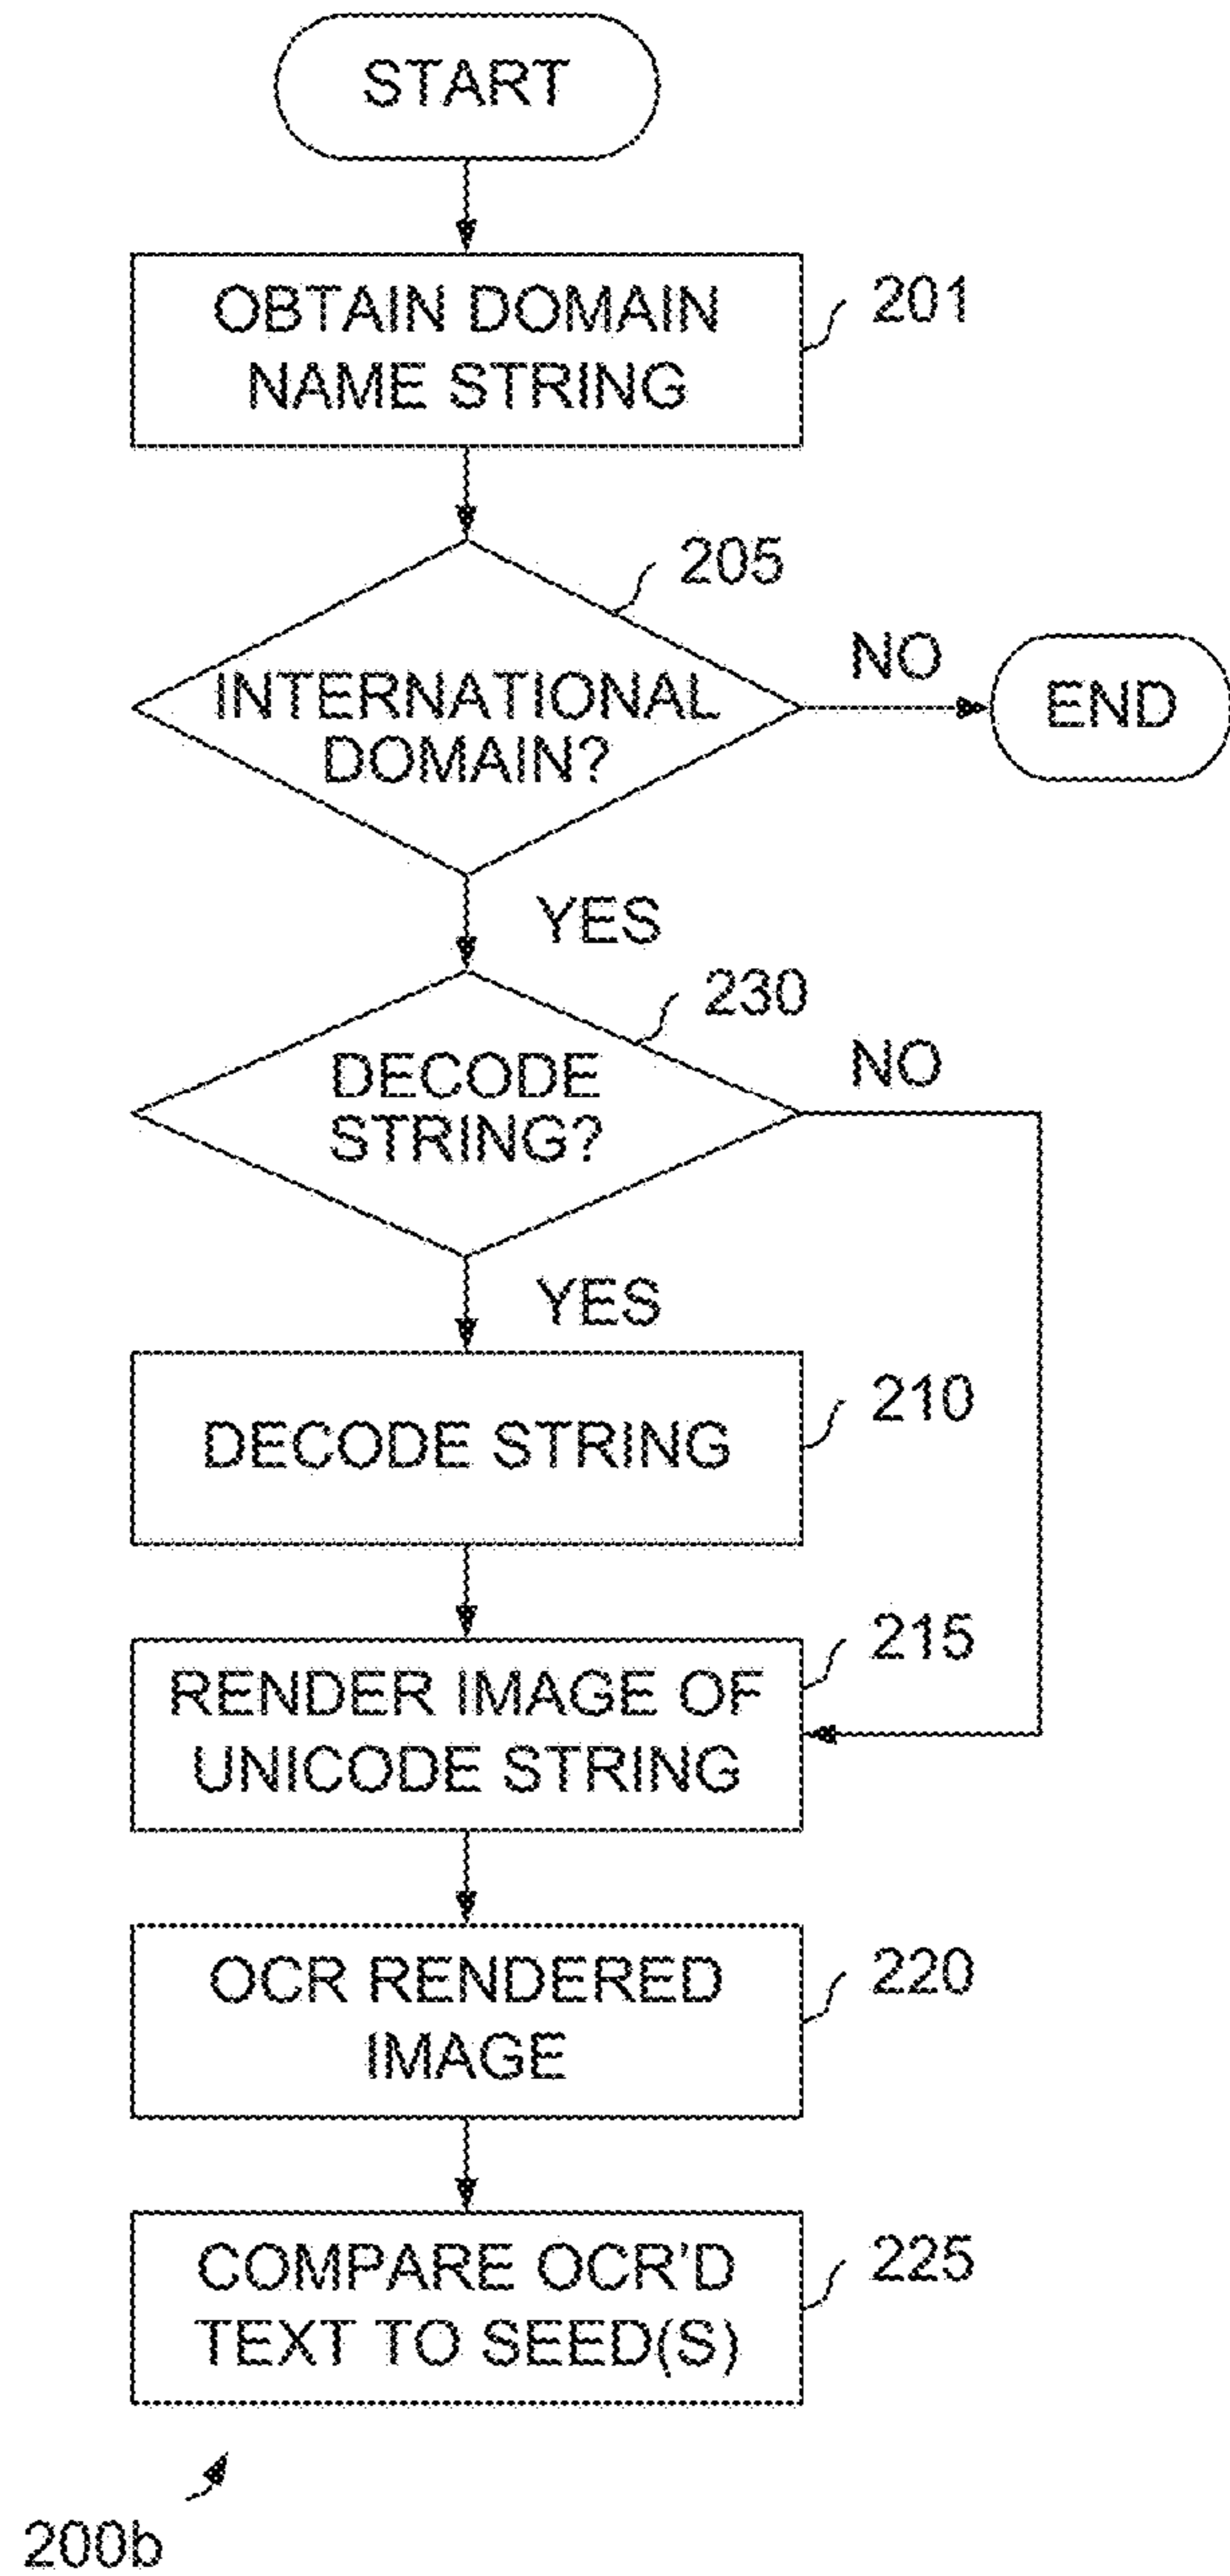 START
OBTAIN DOMAIN
NAME STRING
201
205
INTERNATIONAL
DOMAIN?
NO
END
YES
230
DECODE
STRING?
NO
YES
DECODE STRING
210
RENDER IMAGE OF
UNICODE STRING
215
OCR RENDERED
IMAGE
220
COMPARE OCR'D
TEXT TO SEED(S)
225
200b